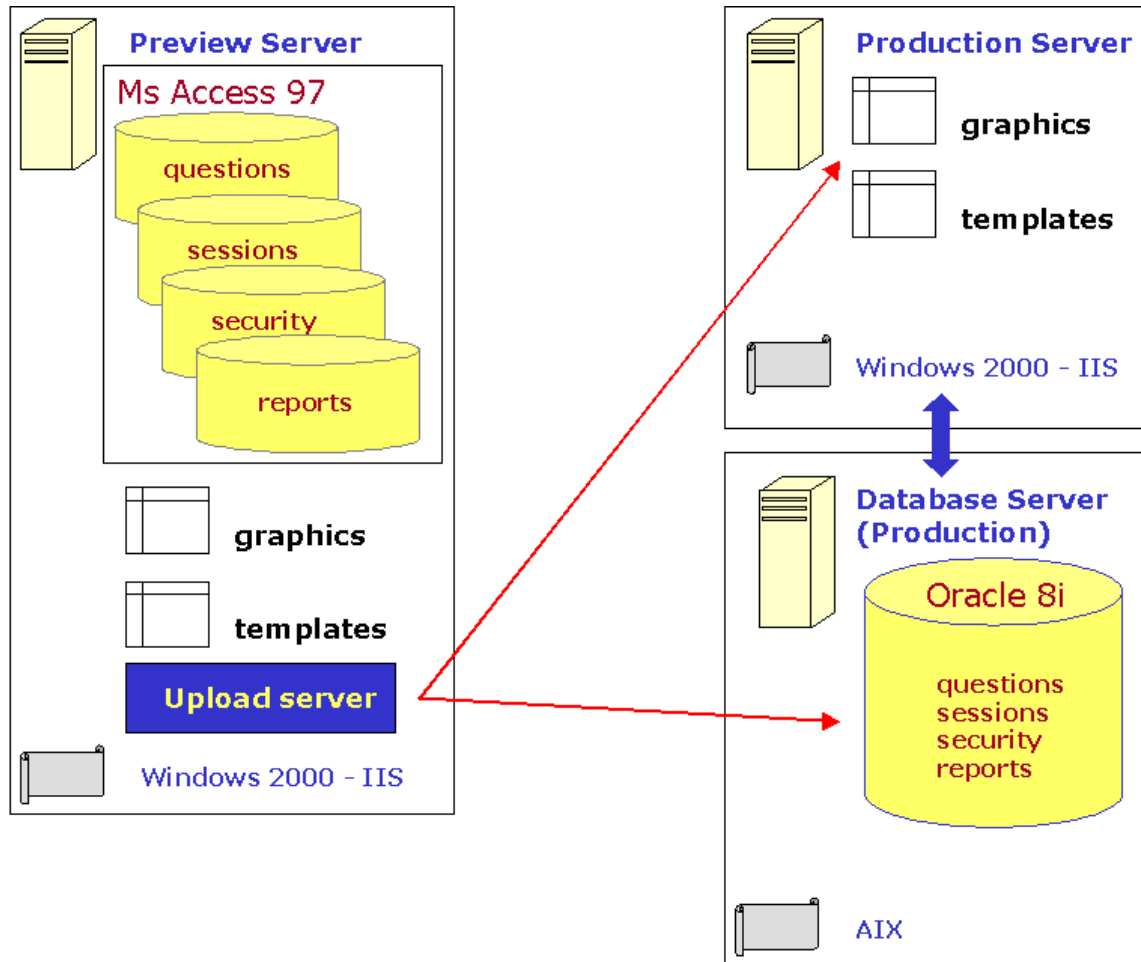 Preview Server
Ms Access 97
questions
sessions
security
reports
graphics
templates
Upload server
Windows 2000 - IIS
Production Server
graphics
templates
Windows 2000 - IIS
Database Server
(Production)
Oracle 8i
questions
sessions
security
reports
AIX